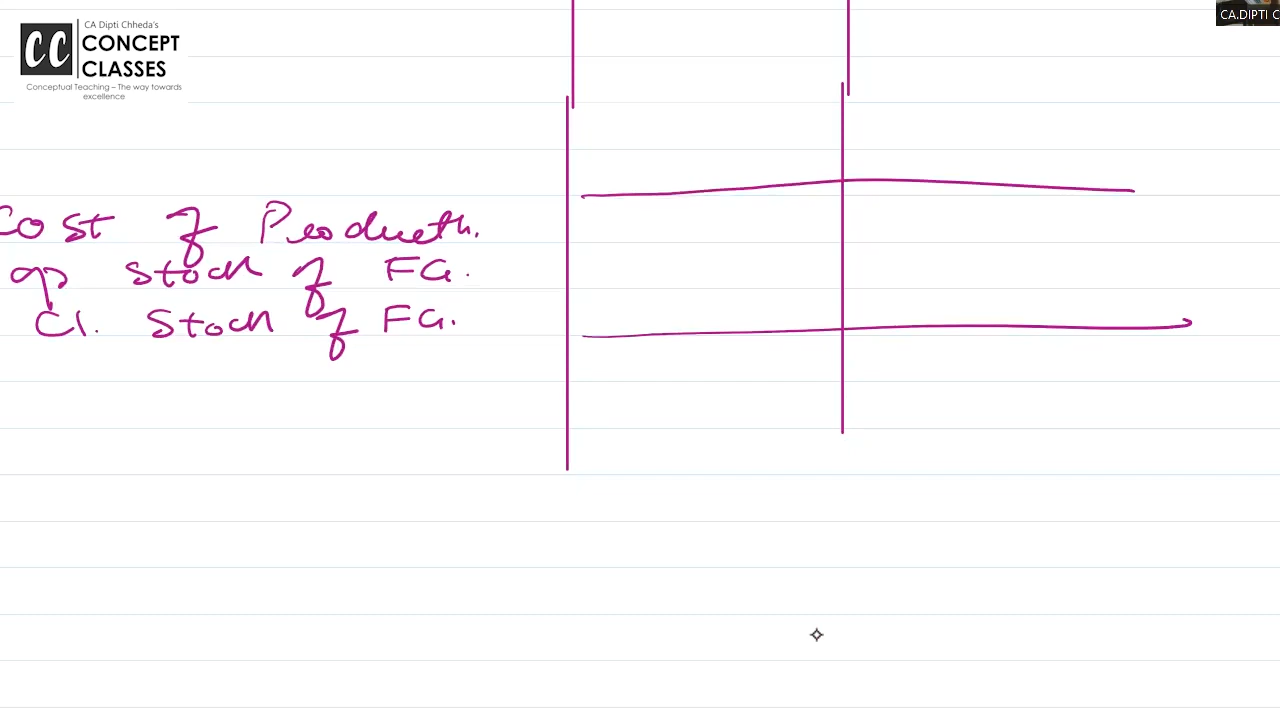 CA Dipti Chheda's
CC CONCEPT
CLASSES
Conceptual Teaching – The way towards
excellence
CA.DIPTI C
Cost of Productn.
op stock of FG.
Cl. Stock of FG.